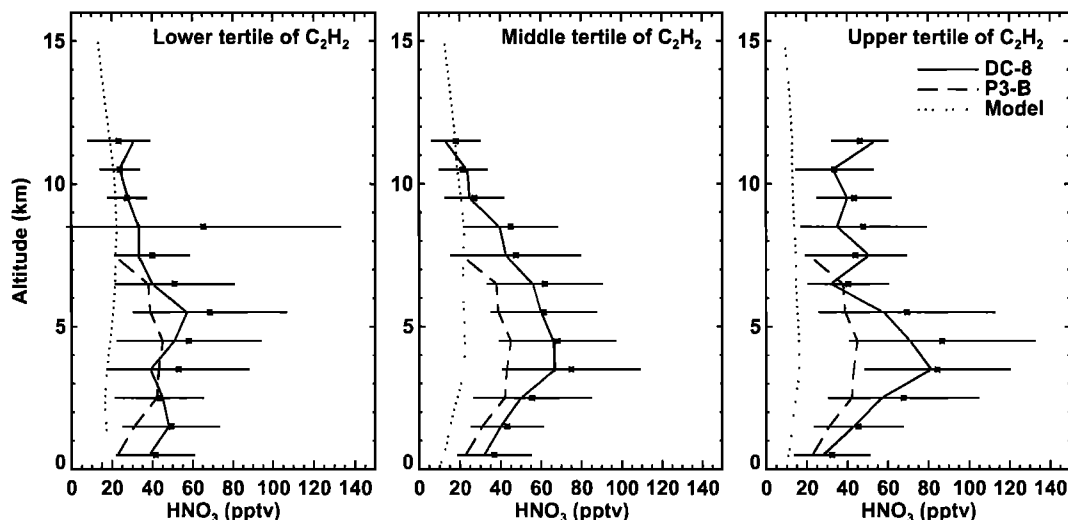 Lower tertile of C₂H₂
Middle tertile of C₂H₂
Upper tertile of C₂H₂
DC-8
P3-B
Model
Altitude (km)
15
10
5
0
0 20 40 60 80 100 120 140
HNO₃ (pptv)
15
10
5
0
0 20 40 60 80 100 120 140
HNO₃ (pptv)
15
10
5
0
0 20 40 60 80 100 120 140
HNO₃ (pptv)